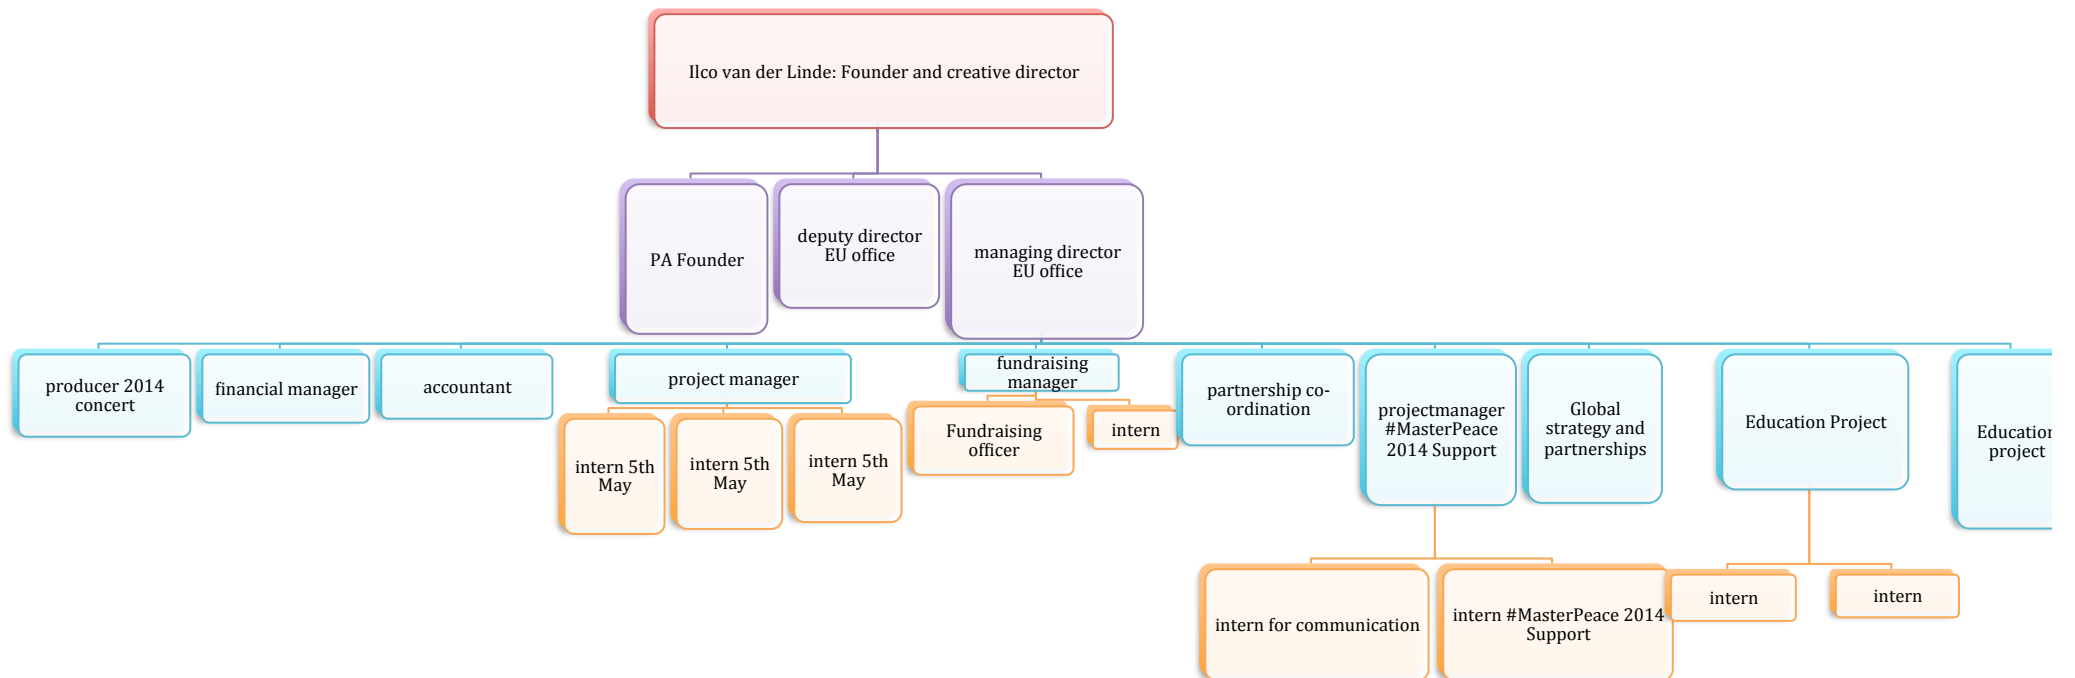 Ilco van der Linde: Founder and creative director
PA Founder
deputy director
EU office
managing director
EU office
producer 2014
concert
financial manager
accountant
project manager
fundraising
manager
partnership co-
ordination
projectmanager
#MasterPeace
2014 Support
Global
strategy and
partnerships
Education Project
Education
project
intern 5th
May
intern 5th
May
intern 5th
May
Fundraising
officer
intern
intern for communication
intern #MasterPeace 2014
Support
intern
intern